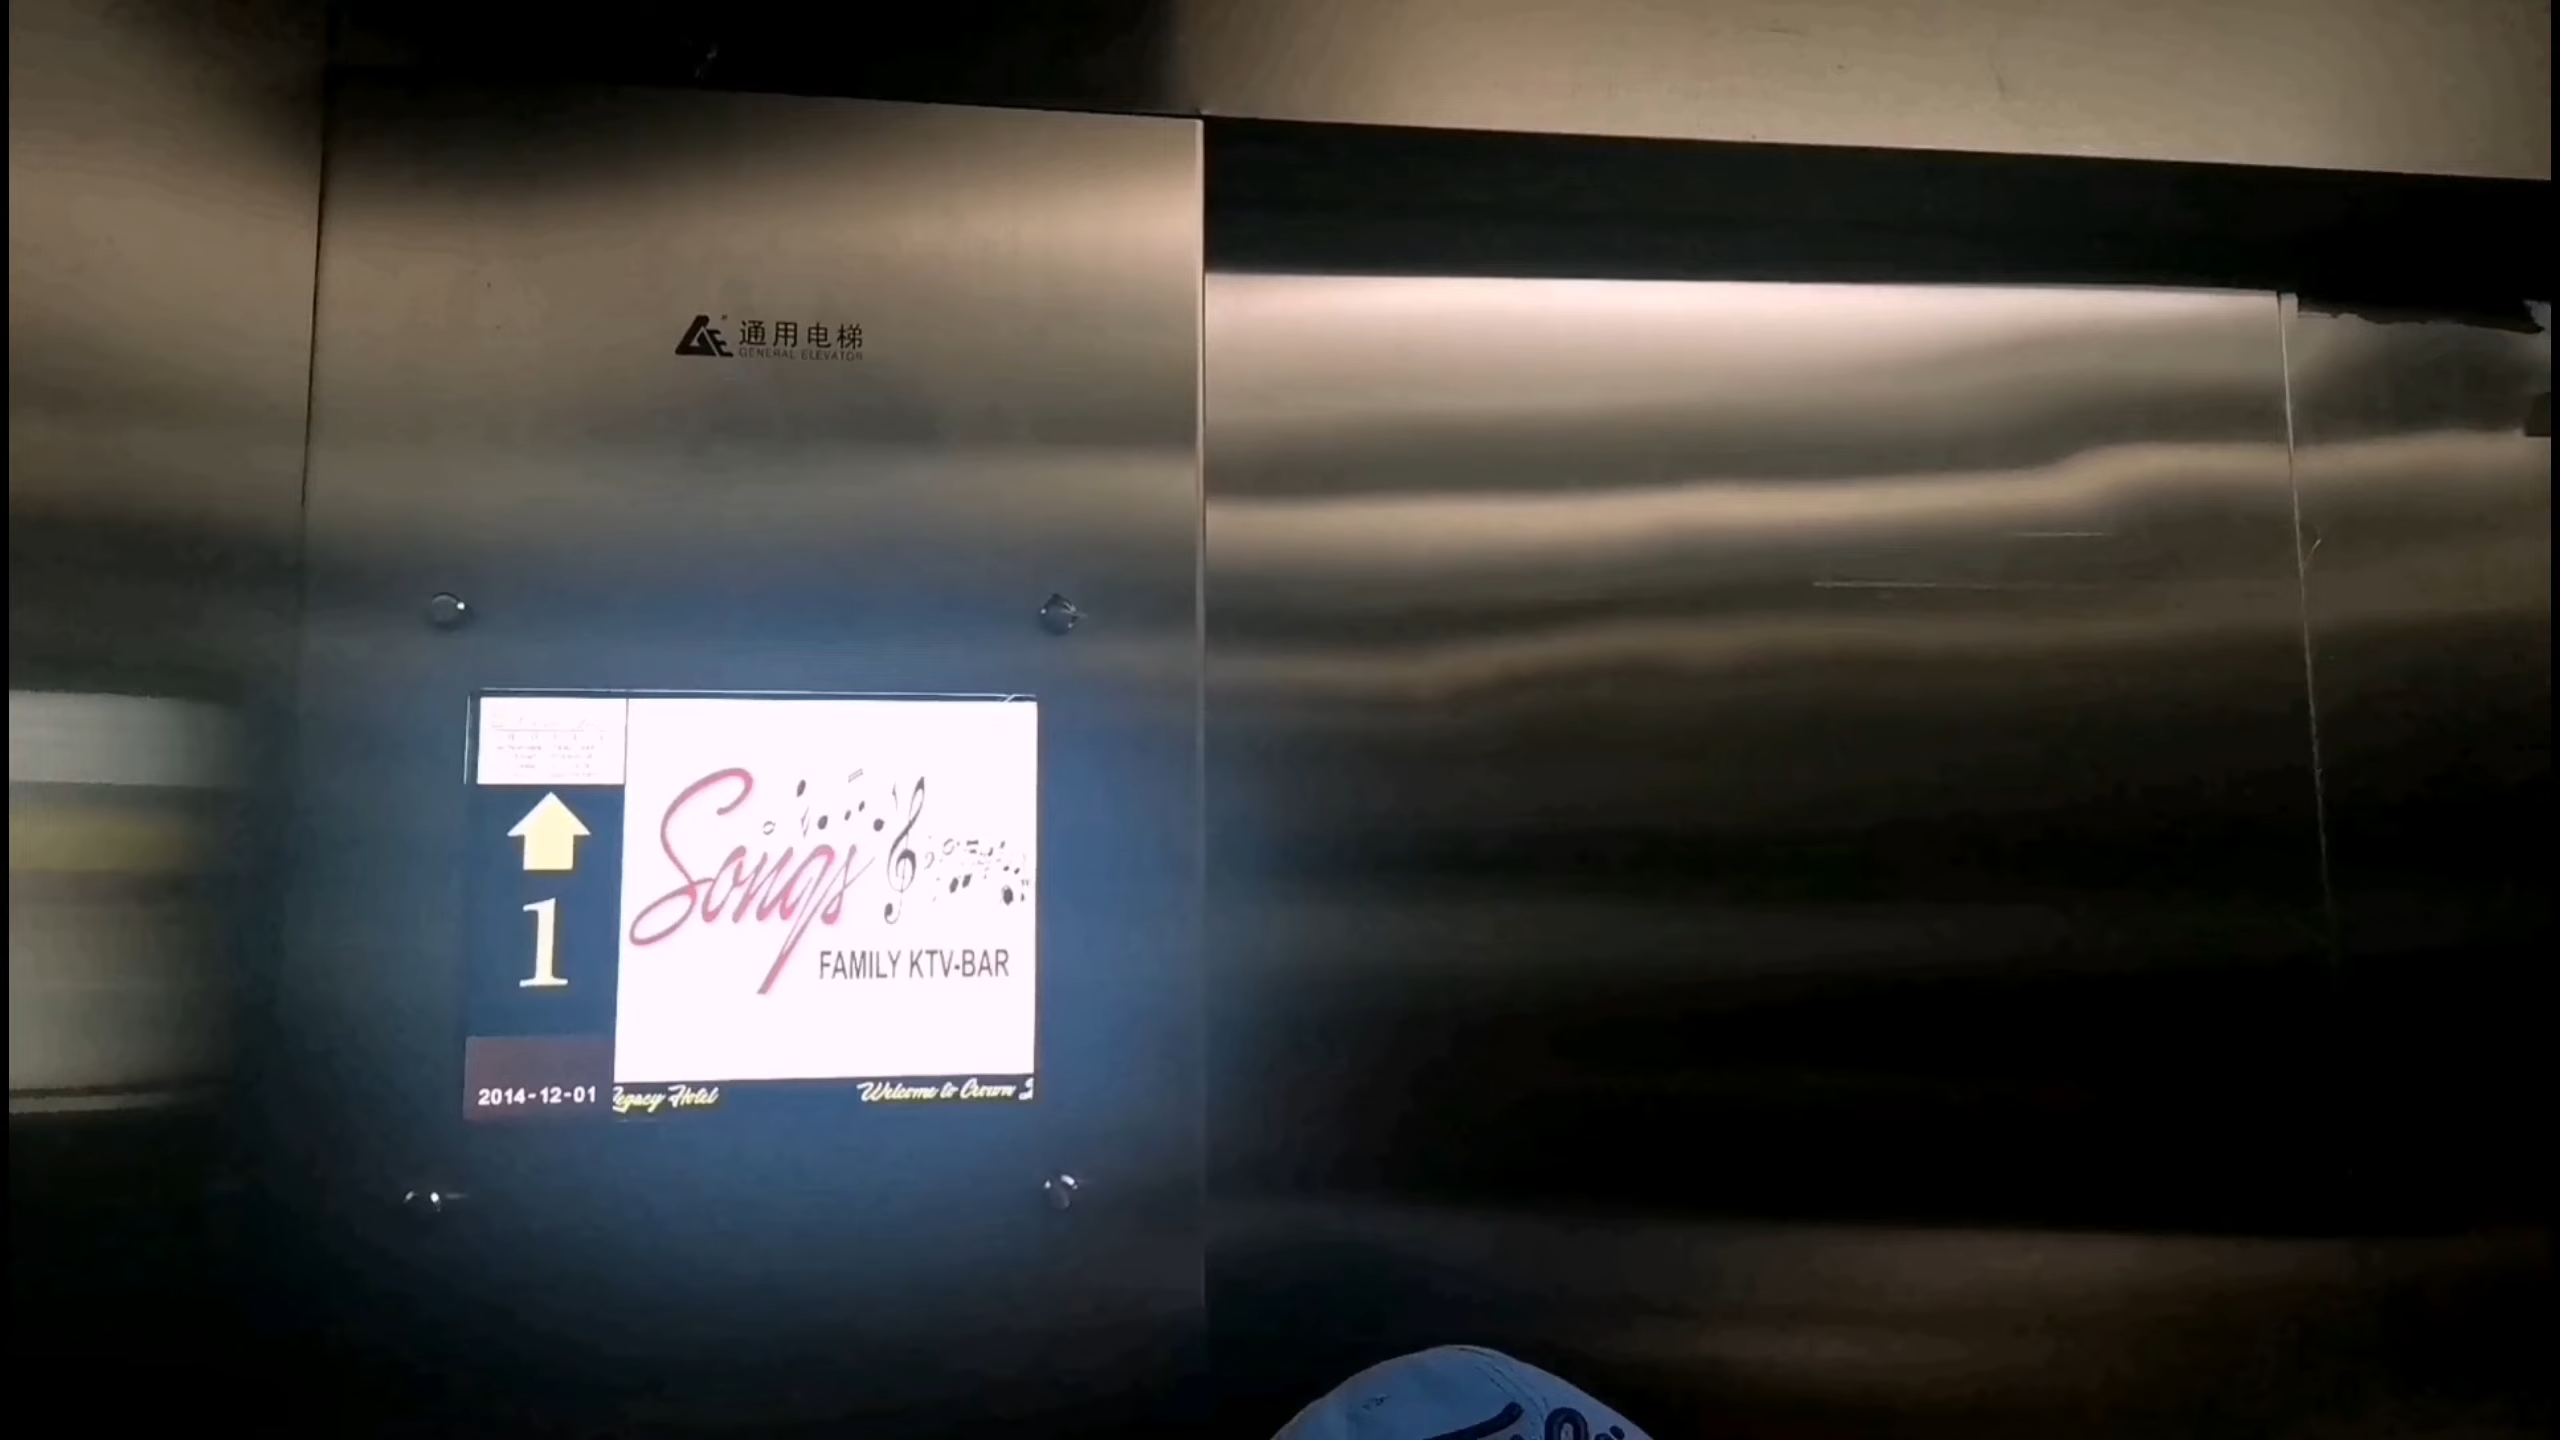 通用电梯
GENERAL ELEVATOR
1
Songs
FAMILY KTV-BAR
2014-12-01
Legacy Hotel Welcome to Crown